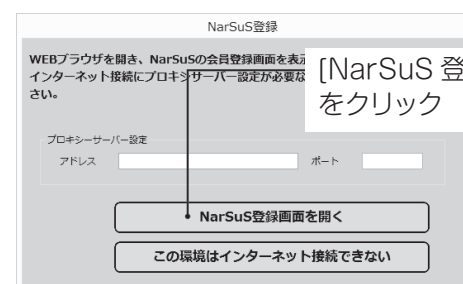 NarSuS登録
WEBブラウザを開き、NarSuSの会員登録画面を表示
インターネット接続にプロキシサーバー設定が必要な
さい。
[NarSuS 登
をクリック
プロキシーサーバー設定
アドレス
ポート
NarSuS登録画面を開く
この環境はインターネット接続できない